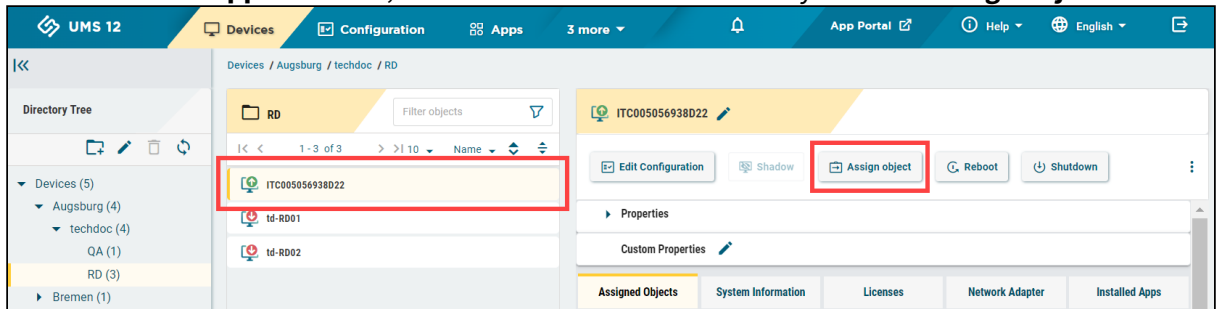 UMS 12 Devices Configuration Apps 3 more App Portal Help English
Devices / Augsburg / techdoc / RD
Directory Tree
RD Filter objects
1 - 3 of 3 10 Name
ITC005056938D22
td-RD01
td-RD02
Devices (5)
Augsburg (4)
techdoc (4)
QA (1)
RD (3)
Bremen (1)
ITC005056938D22
Edit Configuration Shadow Assign object Reboot Shutdown
Properties
Custom Properties
Assigned Objects System Information Licenses Network Adapter Installed Apps